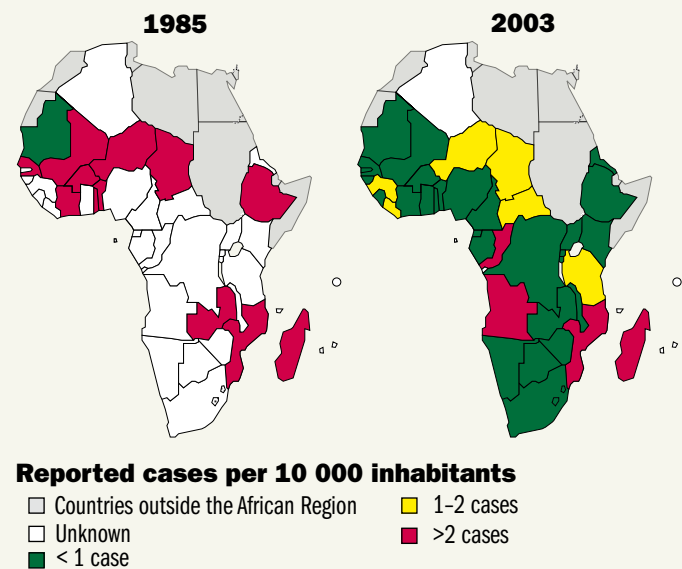 1985
2003
Reported cases per 10 000 inhabitants
Countries outside the African Region
Unknown
< 1 case
1–2 cases
>2 cases